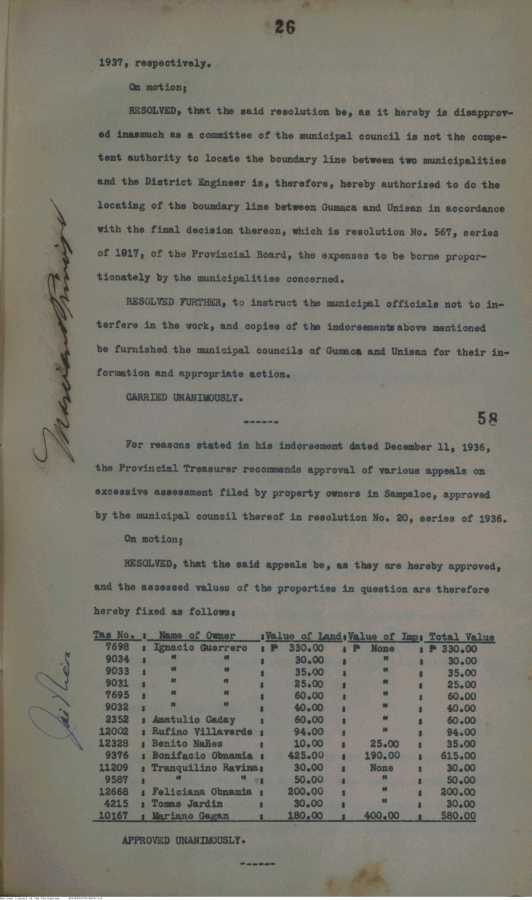 26
1937, respectively.
On motion;
RESOLVED, that the said resolution be, as it hereby is disapprov-
ed inasmuch as a committee of the municipal council is not the compe-
tent authority to locate the boundary line between two municipalities
and the District Engineer is, therefore, hereby authorized to do the
locating of the boundary line between Gumaca and Unisan in accordance
with the final decision thereon, which is resolution No. 567, series
of 1917, of the Provincial Board, the expenses to be borne propor-
tionately by the municipalities concerned.
RESOLVED FURTHER, to instruct the municipal officials not to in-
terfere in the work, and copies of the indorsements above mentioned
be furnished the municipal councils of Gumaca and Unisan for their in-
formation and appropriate action.
CARRIED UNANIMOUSLY.
------
58
For reasons stated in his indorsement dated December 11, 1936,
the Provincial Treasurer recommends approval of various appeals on
excessive assessment filed by property owners in Sampaloc, approved
by the municipal council thereof in resolution No. 20, series of 1936.
On motion;
RESOLVED, that the said appeals be, as they are hereby approved,
and the assessed values of the properties in question are therefore
hereby fixed as follows:
Tax No. : Name of Owner :Value of Land:Value of Imp: Total Value
7698 : Ignacio Guerrero : ₱ 330.00 : ₱ None : ₱ 330.00
9034 : " " : 30.00 : " : 30.00
9033 : " " : 35.00 : " : 35.00
9031 : " " : 25.00 : " : 25.00
7695 : " " : 60.00 : " : 60.00
9032 : " " : 40.00 : " : 40.00
2352 : Anatulio Caday : 60.00 : " : 60.00
12002 : Rufino Villaverde : 94.00 : " : 94.00
12328 : Benito Nañes : 10.00 : 25.00 : 35.00
9376 : Bonifacio Obnamia : 425.00 : 190.00 : 615.00
11209 : Tranquilino Ravina: 30.00 : None : 30.00
9587 : " " : 50.00 : " : 50.00
12668 : Feliciana Obnamia : 200.00 : " : 200.00
4215 : Tomas Jardin : 30.00 : " : 30.00
10167 : Mariano Gagan : 180.00 : 400.00 : 580.00
APPROVED UNANIMOUSLY.
------